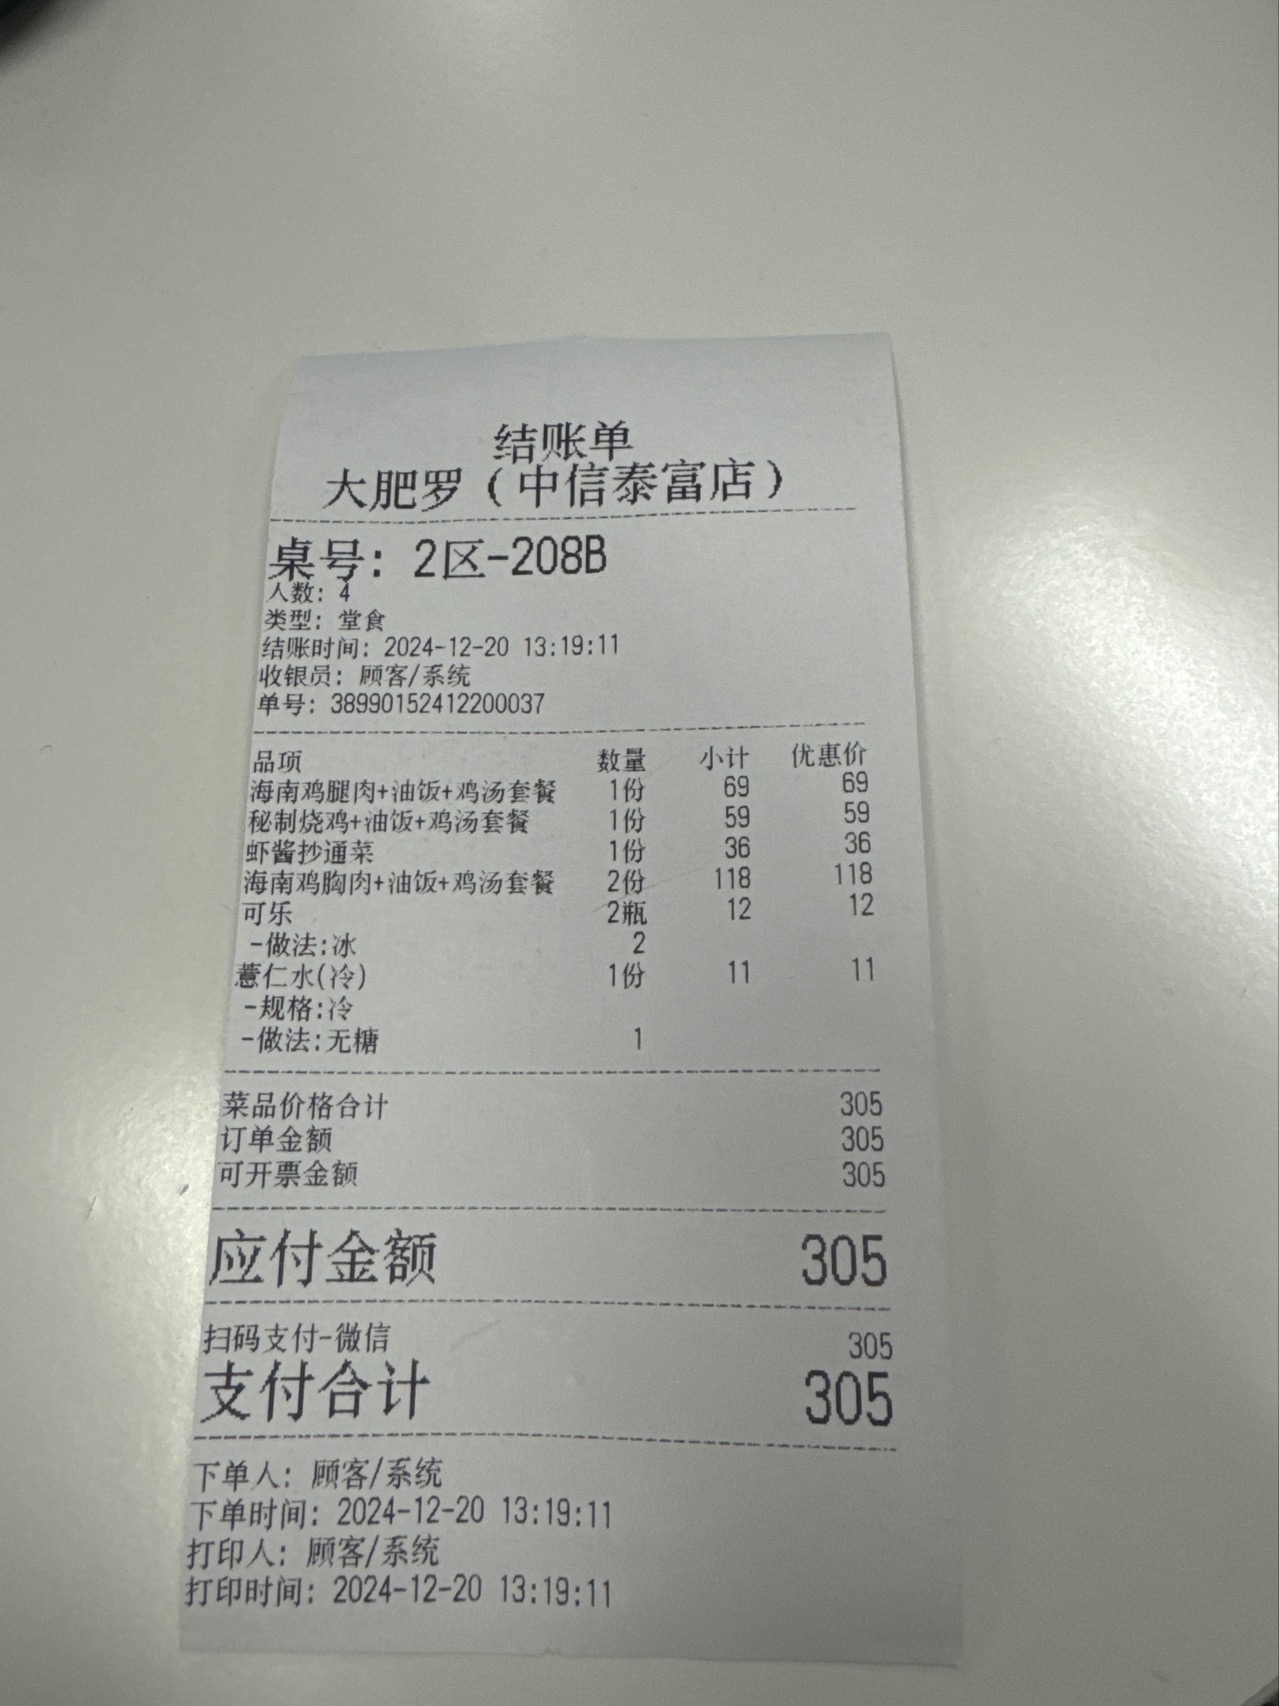 结账单
大肥罗（中信泰富店）
桌号: 2区-208B
人数: 4
类型: 堂食
结账时间: 2024-12-20 13:19:11
收银员: 顾客/系统
单号: 38990152412200037
品项 数量 小计 优惠价
海南鸡腿肉+油饭+鸡汤套餐 1份 69 69
秘制烧鸡+油饭+鸡汤套餐 1份 59 59
虾酱抄通菜 1份 36 36
海南鸡胸肉+油饭+鸡汤套餐 2份 118 118
可乐 2瓶 12 12
-做法:冰 2
薏仁水(冷) 1份 11 11
-规格:冷
-做法:无糖 1
菜品价格合计 305
订单金额 305
可开票金额 305
应付金额 305
扫码支付-微信 305
支付合计 305
下单人: 顾客/系统
下单时间: 2024-12-20 13:19:11
打印人: 顾客/系统
打印时间: 2024-12-20 13:19:11